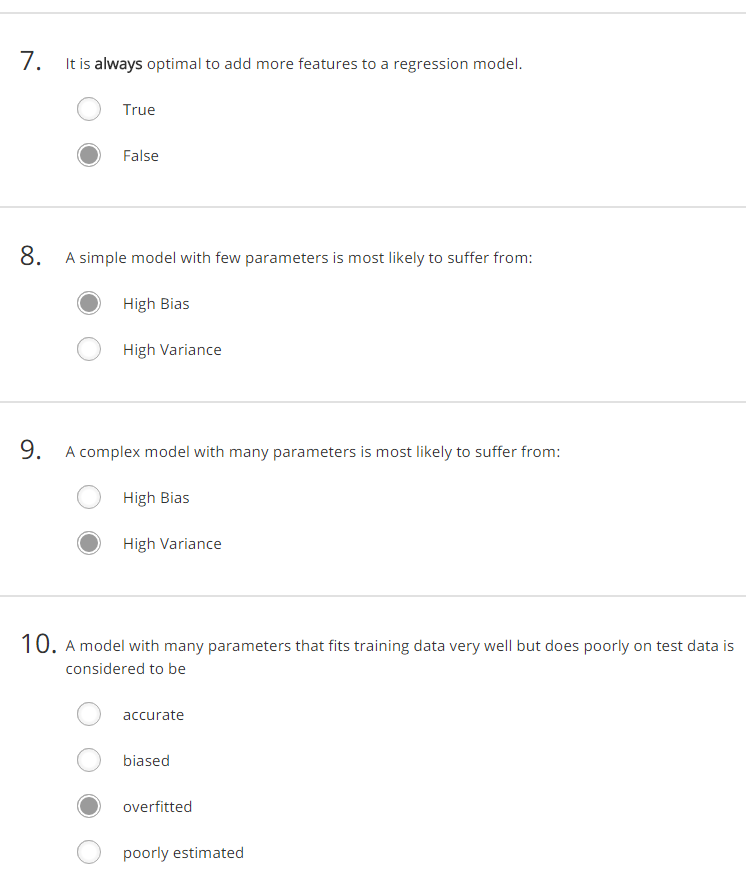 7. It is always optimal to add more features to a regression model.
True
False
8. A simple model with few parameters is most likely to suffer from:
High Bias
High Variance
9. A complex model with many parameters is most likely to suffer from:
High Bias
High Variance
10. A model with many parameters that fits training data very well but does poorly on test data is
considered to be
accurate
biased
overfitted
poorly estimated